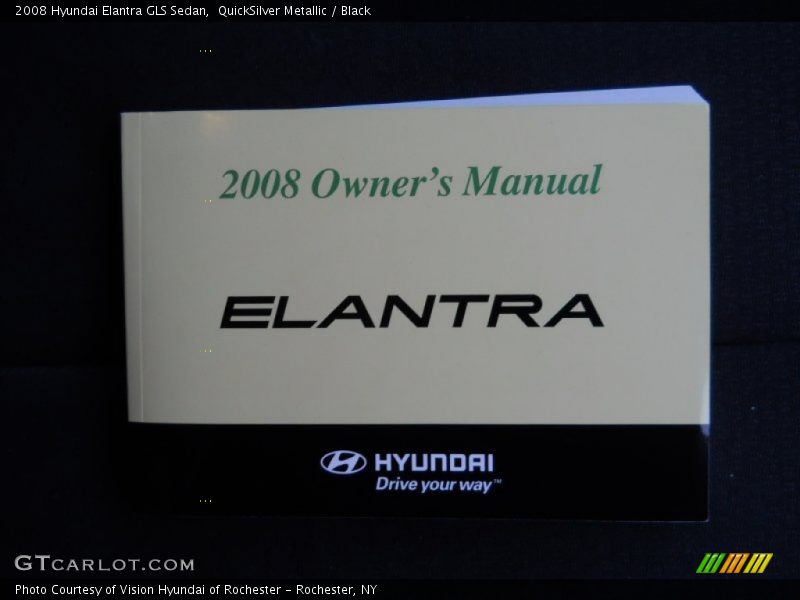 2008 Hyundai Elantra GLS Sedan,  QuickSilver Metallic / Black
2008 Owner's Manual
ELANTRA
HYUNDAI
Drive your way™
GTCARLOT.COM
Photo Courtesy of Vision Hyundai of Rochester - Rochester, NY